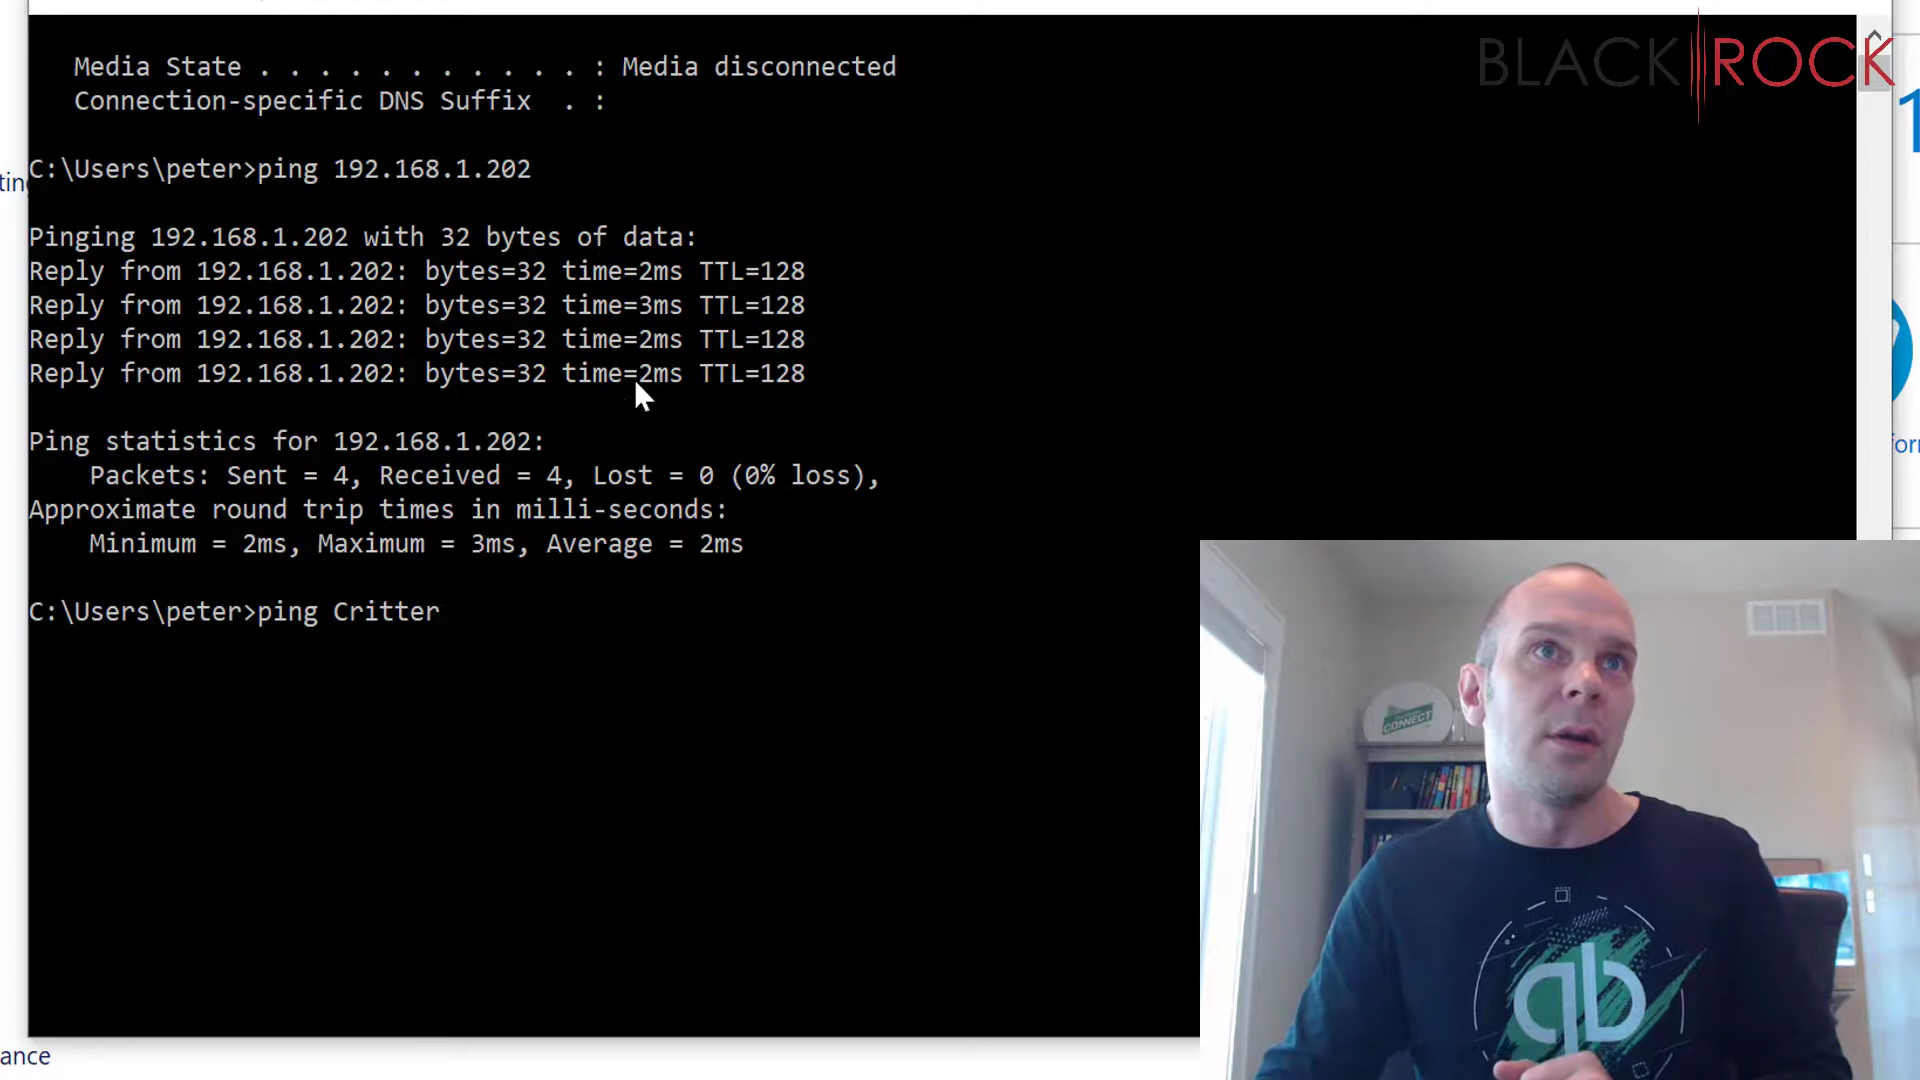 Media State . . . . . . . . . . . : Media disconnected
Connection-specific DNS Suffix  . :
BLACK ROCK
1
C:\Users\peter>ping 192.168.1.202
tin
Pinging 192.168.1.202 with 32 bytes of data:
Reply from 192.168.1.202: bytes=32 time=2ms TTL=128
Reply from 192.168.1.202: bytes=32 time=3ms TTL=128
Reply from 192.168.1.202: bytes=32 time=2ms TTL=128
Reply from 192.168.1.202: bytes=32 time=2ms TTL=128
Ping statistics for 192.168.1.202:
Packets: Sent = 4, Received = 4, Lost = 0 (0% loss),
for
Approximate round trip times in milli-seconds:
Minimum = 2ms, Maximum = 3ms, Average = 2ms
C:\Users\peter>ping Critter
CONNECT
qb
ance